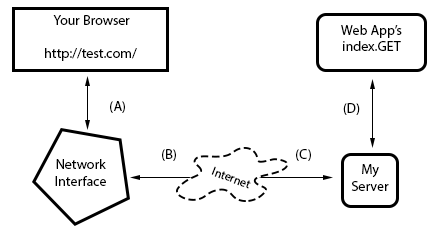 Your Browser
http://test.com/
Web App's
index.GET
(A)
(D)
Network
Interface
(B)
Internet
(C)
My
Server